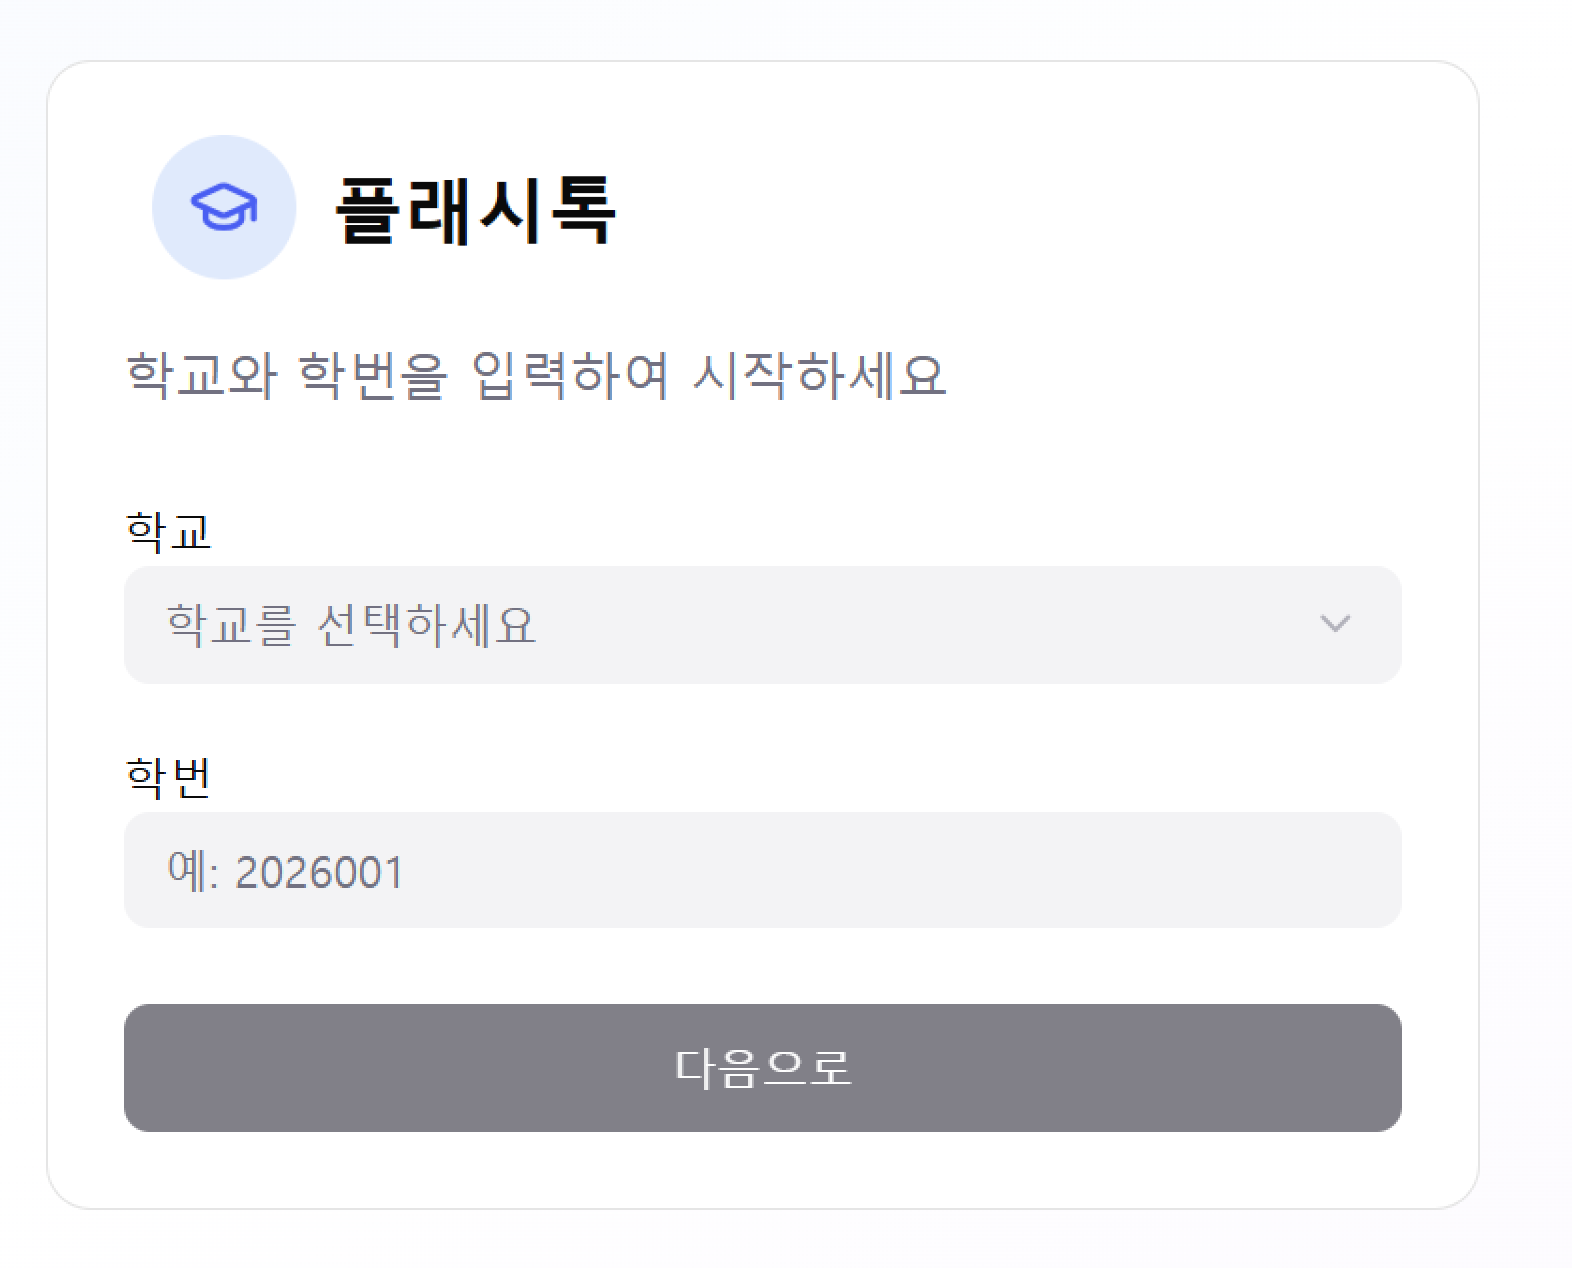 플래시톡
학교와 학번을 입력하여 시작하세요
학교
학교를 선택하세요
학번
예: 2026001
다음으로